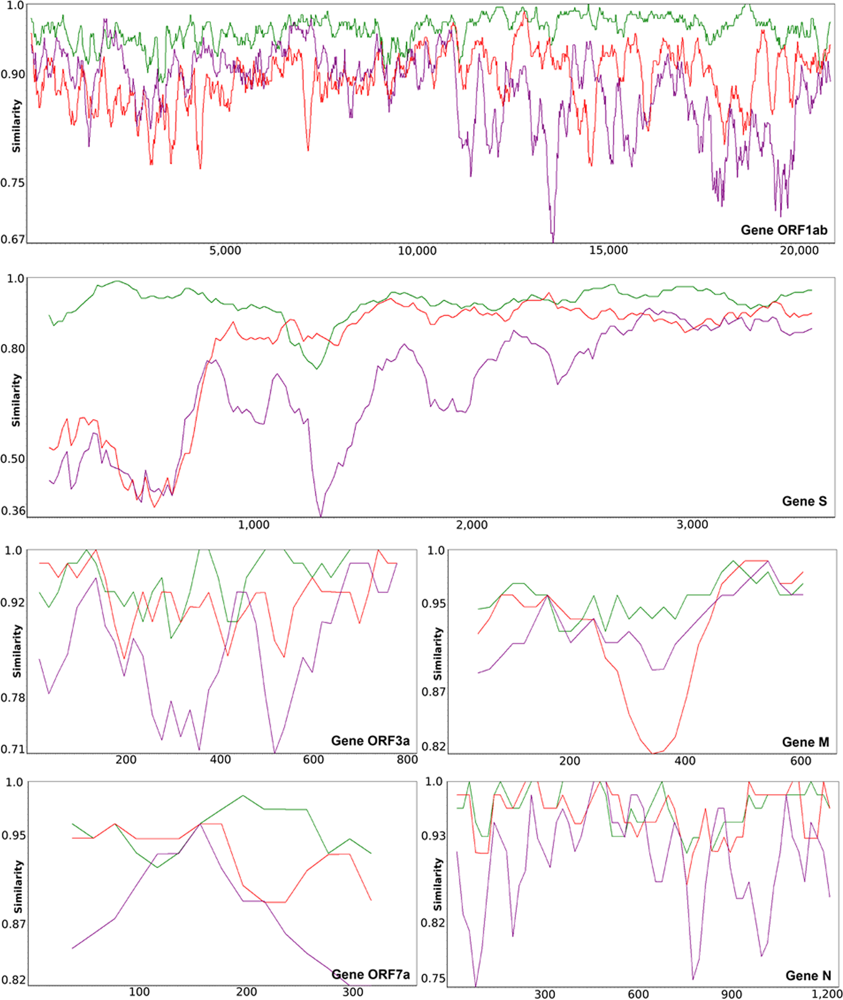 1.0
0.90
0.75
0.67
Similarity
Gene ORF1ab
5,000 10,000 15,000 20,000
1.0
0.80
0.50
0.36
Similarity
Gene S
1,000 2,000 3,000
1.0
0.92
0.78
0.71
Similarity
Gene ORF3a
200 400 600 800
1.0
0.95
0.87
0.82
Similarity
Gene M
200 400 600
1.0
0.95
0.87
0.82
Similarity
Gene ORF7a
100 200 300
1.0
0.93
0.82
0.75
Similarity
Gene N
300 600 900 1,200